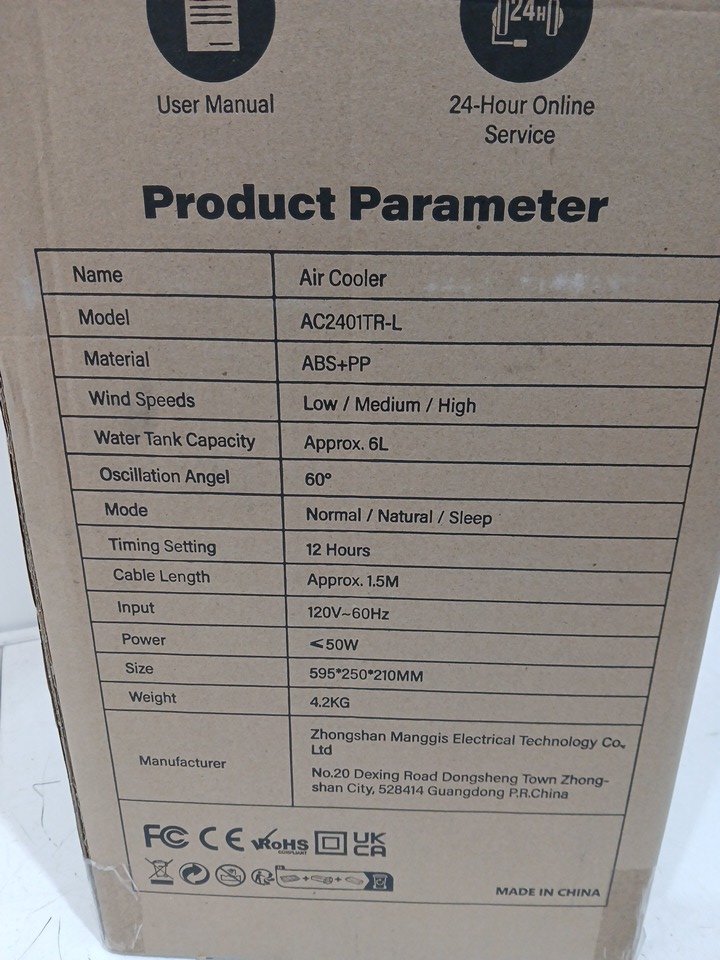 24H
User Manual
24-Hour Online
Service
Product Parameter
Name Air Cooler
Model AC2401TR-L
Material ABS+PP
Wind Speeds Low / Medium / High
Water Tank Capacity Approx. 6L
Oscillation Angel 60°
Mode Normal / Natural / Sleep
Timing Setting 12 Hours
Cable Length Approx. 1.5M
Input 120V~60Hz
Power ≤50W
Size 595*250*210MM
Weight 4.2KG
Manufacturer Zhongshan Manggis Electrical Technology Co.,
Ltd
No.20 Dexing Road Dongsheng Town Zhong-
shan City, 528414 Guangdong P.R.China
FC CE RoHS UK
COMPLIANT CA
MADE IN CHINA